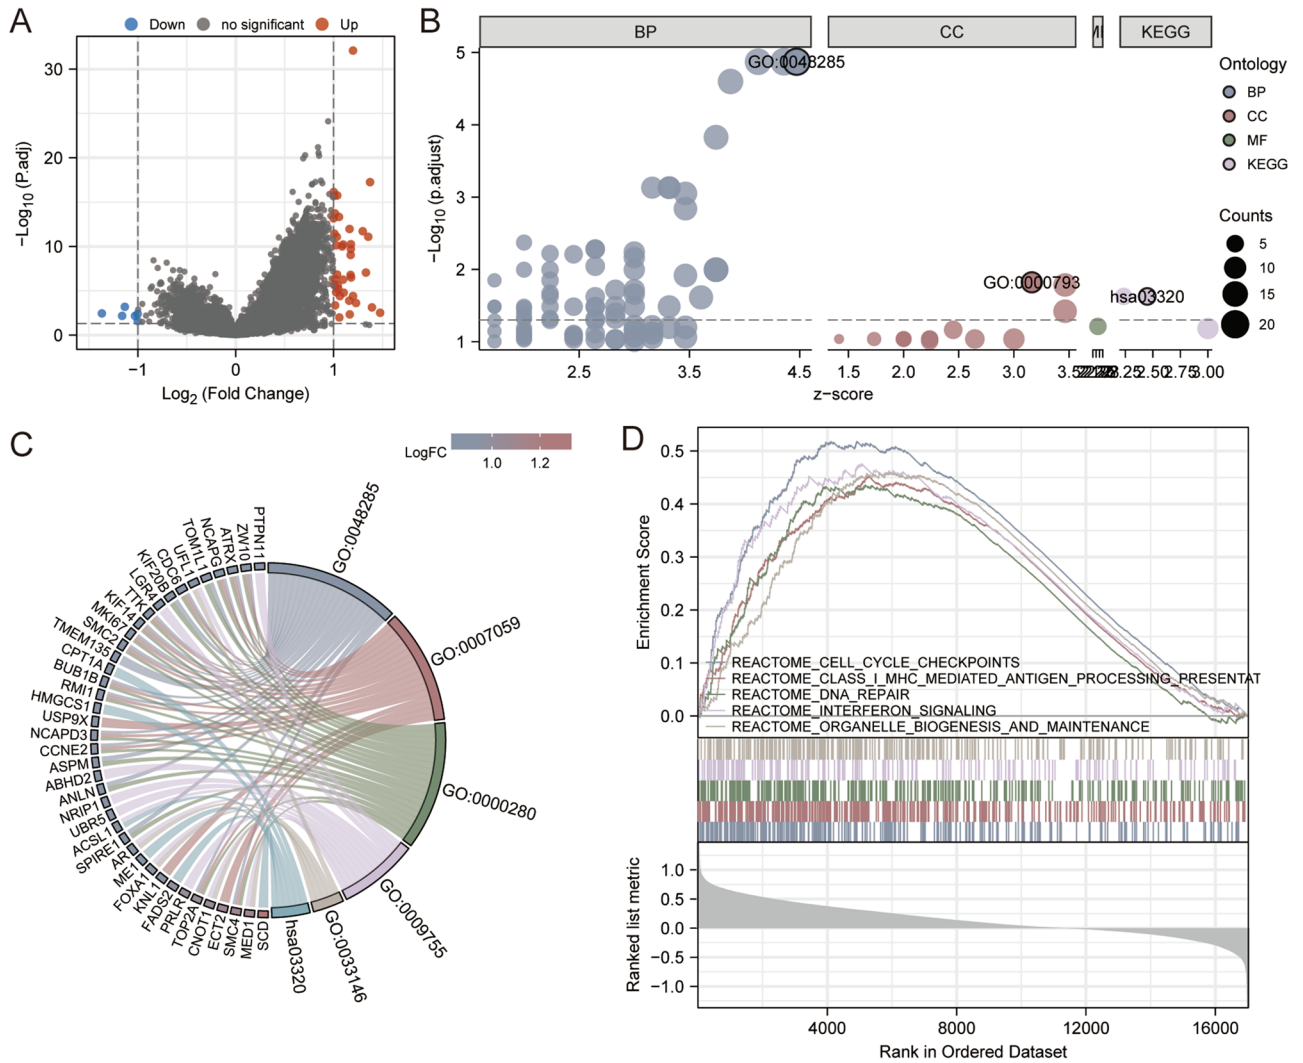 A
Down
no significant
Up
−Log10 (P.adj)
30
20
10
0
−1
0
1
Log2 (Fold Change)
B
BP
CC
KEGG
−Log10 (p.adjust)
5
4
3
2
1
GO:0048285
GO:0000793
hsa03320
2.5
3.5
4.5
1.5
2.0
2.5
3.0
3.5
2.50
2.75
3.00
z−score
Ontology
BP
CC
MF
KEGG
Counts
5
10
15
20
C
LogFC
1.0
1.2
GO:0048285
GO:0007059
GO:0000280
GO:0009755
GO:0033146
hsa03320
PTPN11
ZW10
ATRX
NCAPG
TOM1L1
UFL1
CDC6
KIF20B
LGR4
TTK
KIF14
MKI67
SMC2
TMEM135
CPT1A
BUB1B
RMI1
HMGCS1
USP9X
NCAPD3
CCNE2
ASPM
ABHD2
ANLN
NRIP1
UBR5
ACSL1
SPIRE1
AR
ME1
FOXA1
KNL1
FADS2
PRLR
TOP2A
CNOT1
ECT2
SMC4
MED1
SCD
D
Enrichment Score
0.5
0.4
0.3
0.2
0.1
0.0
REACTOME_CELL_CYCLE_CHECKPOINTS
REACTOME_CLASS_I_MHC_MEDIATED_ANTIGEN_PROCESSING_PRESENTAT
REACTOME_DNA_REPAIR
REACTOME_INTERFERON_SIGNALING
REACTOME_ORGANELLE_BIOGENESIS_AND_MAINTENANCE
Ranked list metric
1.0
0.5
0.0
−0.5
−1.0
4000
8000
12000
16000
Rank in Ordered Dataset